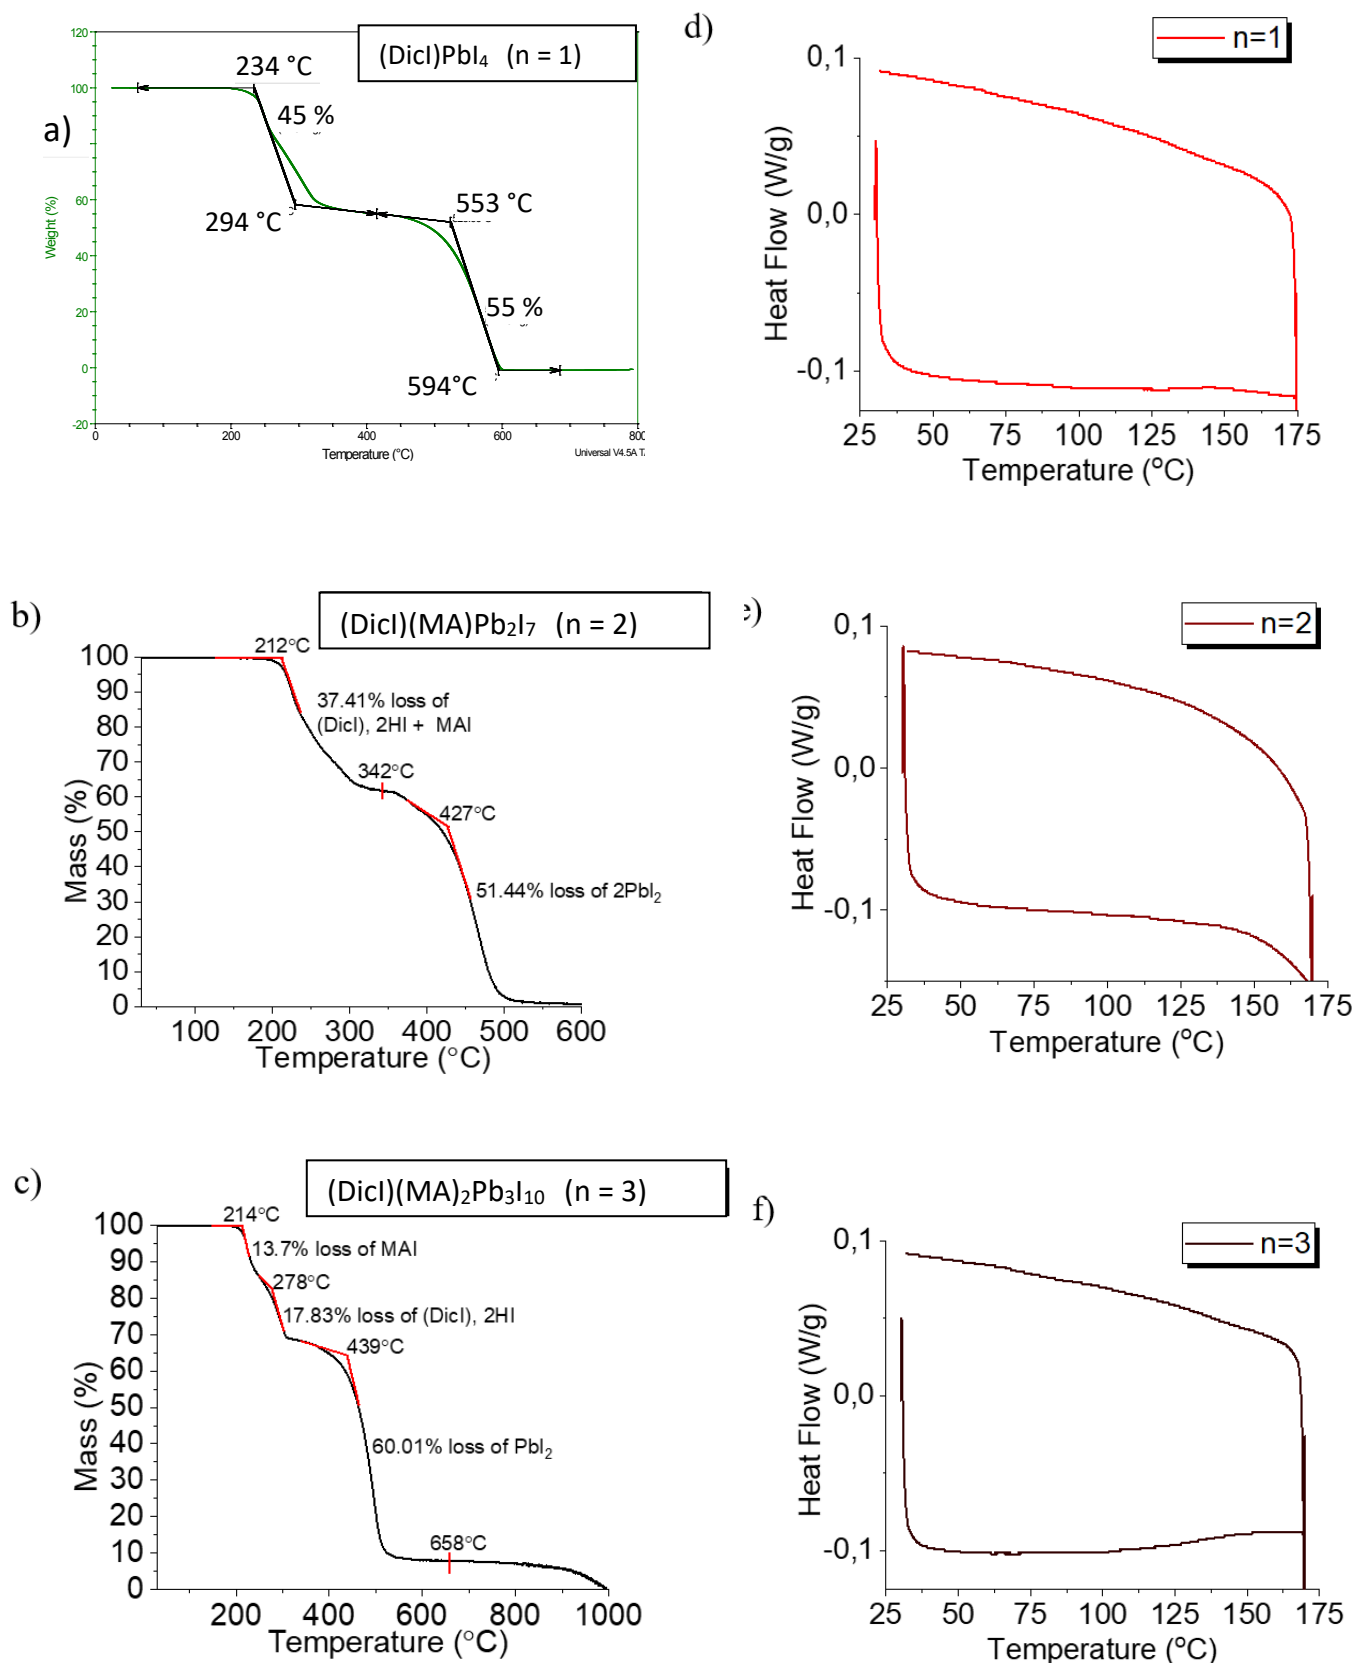 a)
(DicI)PbI₄ (n = 1)
234 °C
45 %
294 °C
553 °C
55 %
594°C
Weight (%)
120
100
80
60
40
20
0
-20
0
200
400
600
800
Temperature (°C)
Universal V4.5A T
d)
n=1
Heat Flow (W/g)
0,1
0,0
-0,1
25 50 75 100 125 150 175
Temperature (°C)
b)
(DicI)(MA)Pb₂I₇ (n = 2)
212°C
37.41% loss of
(DicI), 2HI + MAI
342°C
427°C
51.44% loss of 2PbI₂
Mass (%)
100
90
80
70
60
50
40
30
20
10
0
100 200 300 400 500 600
Temperature (°C)
n=2
Heat Flow (W/g)
0,1
0,0
-0,1
25 50 75 100 125 150 175
Temperature (°C)
c)
(DicI)(MA)₂Pb₃I₁₀ (n = 3)
214°C
13.7% loss of MAI
278°C
17.83% loss of (DicI), 2HI
439°C
60.01% loss of PbI₂
658°C
Mass (%)
100
90
80
70
60
50
40
30
20
10
0
200 400 600 800 1000
Temperature (°C)
f)
n=3
Heat Flow (W/g)
0,1
0,0
-0,1
25 50 75 100 125 150 175
Temperature (°C)